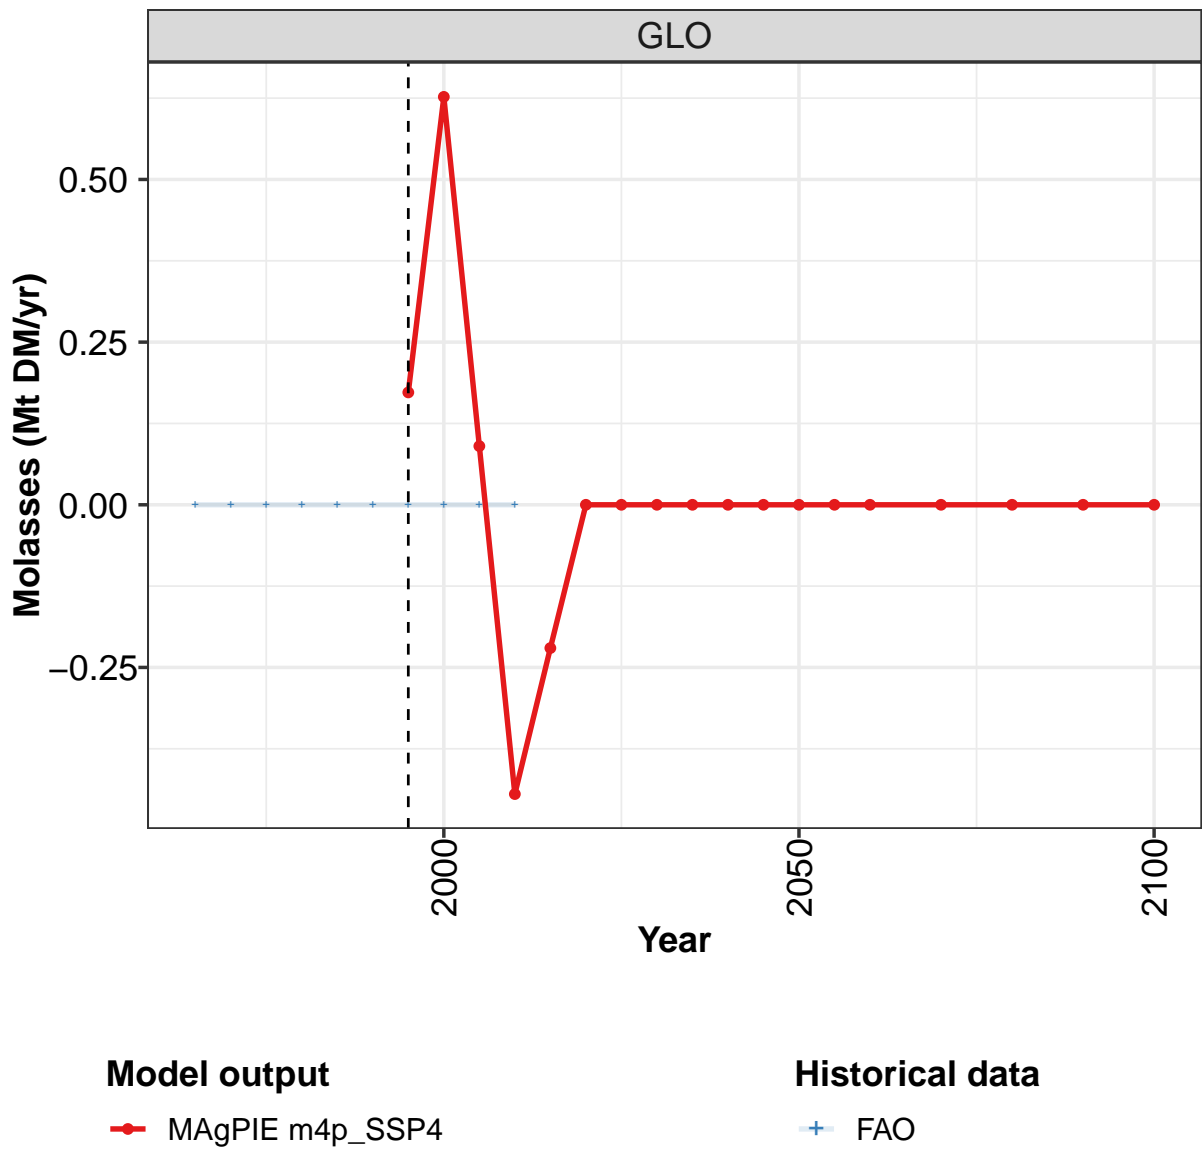 GLO
Molasses (Mt DM/yr)
0.50
0.25
0.00
−0.25
2000
2050
2100
Year
Model output
MAgPIE m4p_SSP4
Historical data
FAO